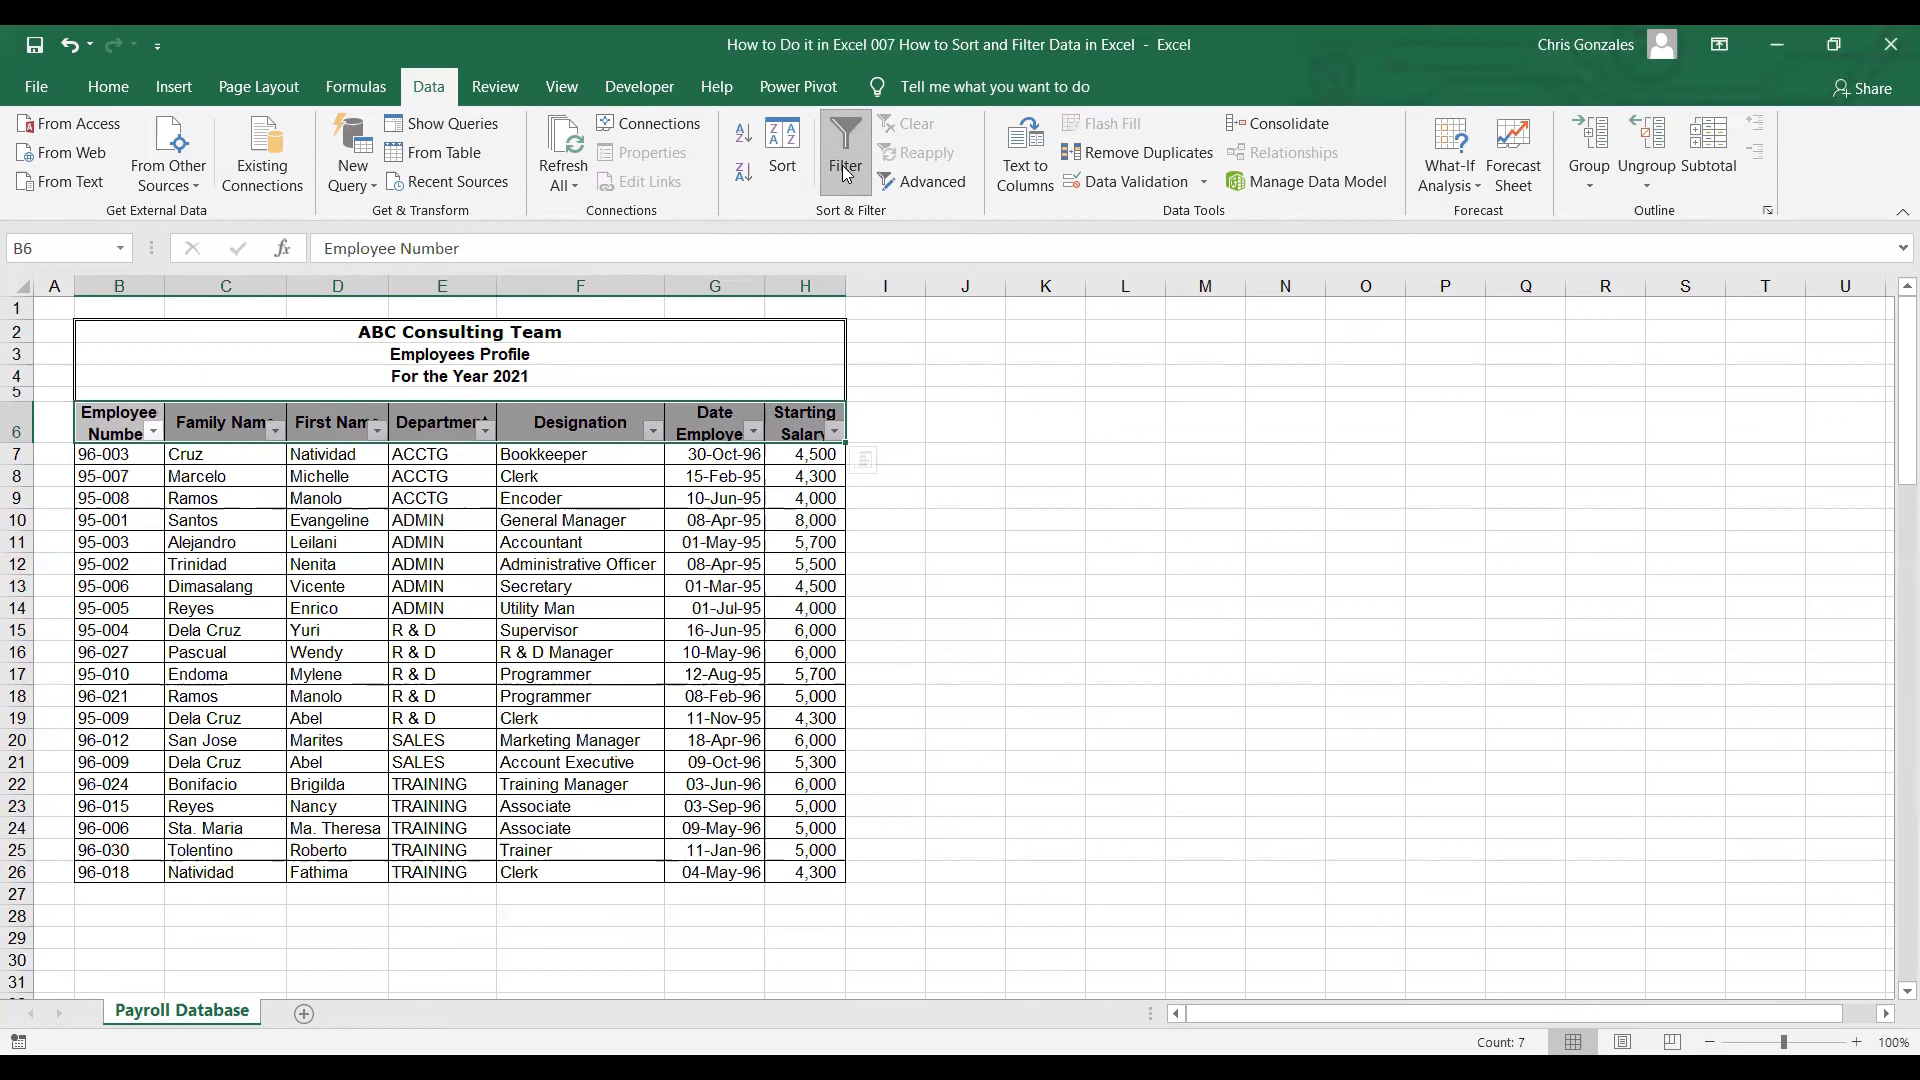 How to Do it in Excel 007 How to Sort and Filter Data in Excel - Excel
Chris Gonzales
File Home Insert Page Layout Formulas Data Review View Developer Help Power Pivot Tell me what you want to do Share
From Access
From Web
From Text
From Other Sources
Existing Connections
Get External Data
New Query
Show Queries
From Table
Recent Sources
Get & Transform
Refresh All
Connections
Properties
Edit Links
Connections
Sort
Filter
Clear
Reapply
Advanced
Sort & Filter
Text to Columns
Flash Fill
Remove Duplicates
Data Validation
Consolidate
Relationships
Manage Data Model
Data Tools
What-If Analysis
Forecast Sheet
Forecast
Group
Ungroup
Subtotal
Outline
B6 fx Employee Number
A B C D E F G H I J K L M N O P Q R S T U
1
2 ABC Consulting Team
3 Employees Profile
4 For the Year 2021
5
6 Employee Numbe Family Nam First Nam Departmen Designation Date Employe Starting Salar
7 96-003 Cruz Natividad ACCTG Bookkeeper 30-Oct-96 4,500
8 95-007 Marcelo Michelle ACCTG Clerk 15-Feb-95 4,300
9 95-008 Ramos Manolo ACCTG Encoder 10-Jun-95 4,000
10 95-001 Santos Evangeline ADMIN General Manager 08-Apr-95 8,000
11 95-003 Alejandro Leilani ADMIN Accountant 01-May-95 5,700
12 95-002 Trinidad Nenita ADMIN Administrative Officer 08-Apr-95 5,500
13 95-006 Dimasalang Vicente ADMIN Secretary 01-Mar-95 4,500
14 95-005 Reyes Enrico ADMIN Utility Man 01-Jul-95 4,000
15 95-004 Dela Cruz Yuri R & D Supervisor 16-Jun-95 6,000
16 96-027 Pascual Wendy R & D R & D Manager 10-May-96 6,000
17 95-010 Endoma Mylene R & D Programmer 12-Aug-95 5,700
18 96-021 Ramos Manolo R & D Programmer 08-Feb-96 5,000
19 95-009 Dela Cruz Abel R & D Clerk 11-Nov-95 4,300
20 96-012 San Jose Marites SALES Marketing Manager 18-Apr-96 6,000
21 96-009 Dela Cruz Abel SALES Account Executive 09-Oct-96 5,300
22 96-024 Bonifacio Brigilda TRAINING Training Manager 03-Jun-96 6,000
23 96-015 Reyes Nancy TRAINING Associate 03-Sep-96 5,000
24 96-006 Sta. Maria Ma. Theresa TRAINING Associate 09-May-96 5,000
25 96-030 Tolentino Roberto TRAINING Trainer 11-Jan-96 5,000
26 96-018 Natividad Fathima TRAINING Clerk 04-May-96 4,300
27
28
29
30
31
Payroll Database
Count: 7 100%